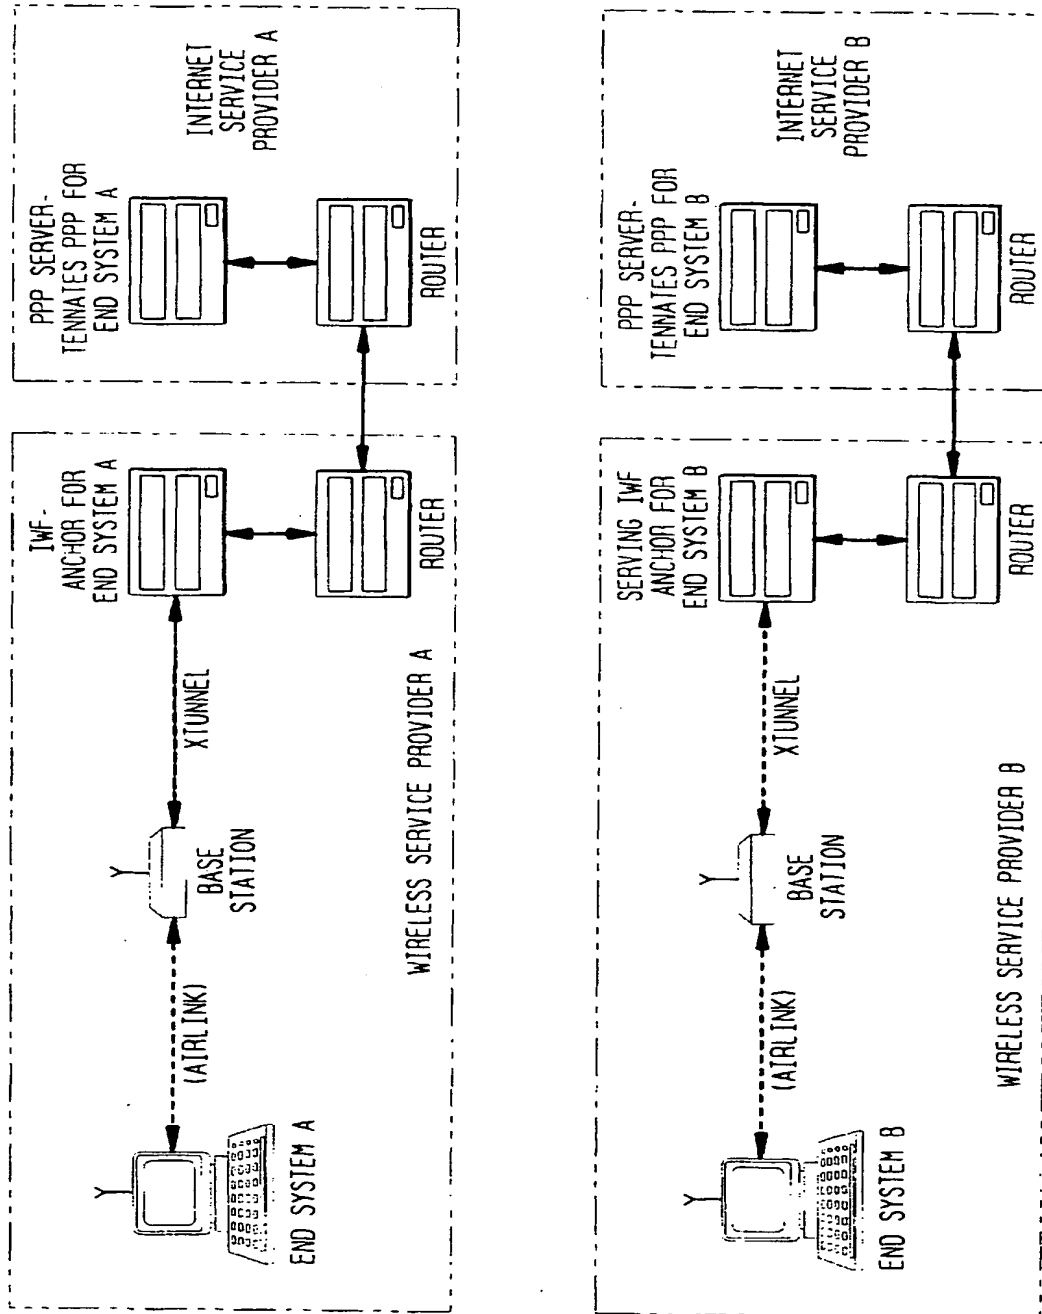 END SYSTEM A
(AIRLINK)
BASE
STATION
XTUNNEL
IWF-
ANCHOR FOR
END SYSTEM A
ROUTER
WIRELESS SERVICE PROVIDER A
PPP SERVER-
TENNATES PPP FOR
END SYSTEM A
ROUTER
INTERNET
SERVICE
PROVIDER A
END SYSTEM B
(AIRLINK)
BASE
STATION
XTUNNEL
SERVING IWF
ANCHOR FOR
END SYSTEM B
ROUTER
WIRELESS SERVICE PROVIDER B
PPP SERVER-
TENNATES PPP FOR
END SYSTEM B
ROUTER
INTERNET
SERVICE
PROVIDER B